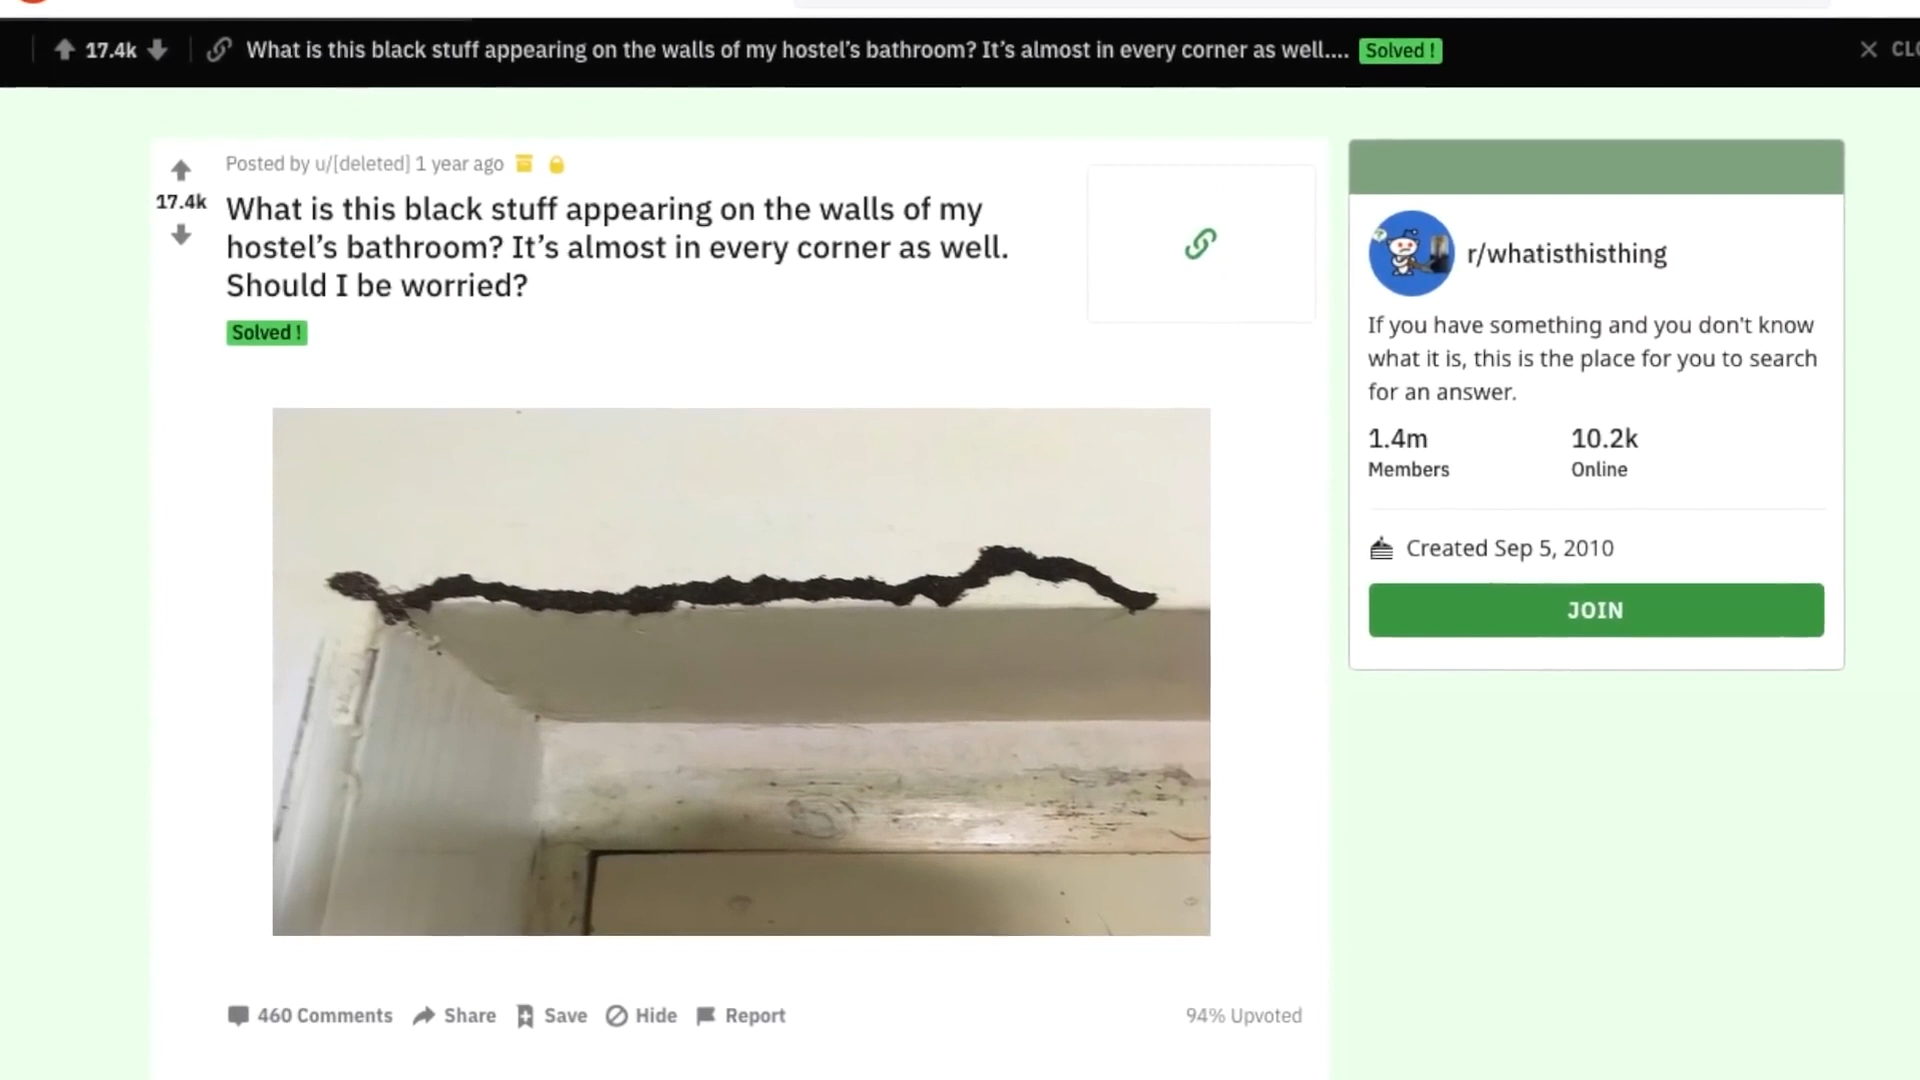 17.4k
What is this black stuff appearing on the walls of my hostel’s bathroom? It’s almost in every corner as well.... Solved !
CLO
Posted by u/[deleted] 1 year ago
17.4k
What is this black stuff appearing on the walls of my
hostel’s bathroom? It’s almost in every corner as well.
Should I be worried?
Solved !
460 Comments Share Save Hide Report
94% Upvoted
r/whatisthisthing
If you have something and you don't know
what it is, this is the place for you to search
for an answer.
1.4m 10.2k
Members Online
Created Sep 5, 2010
JOIN